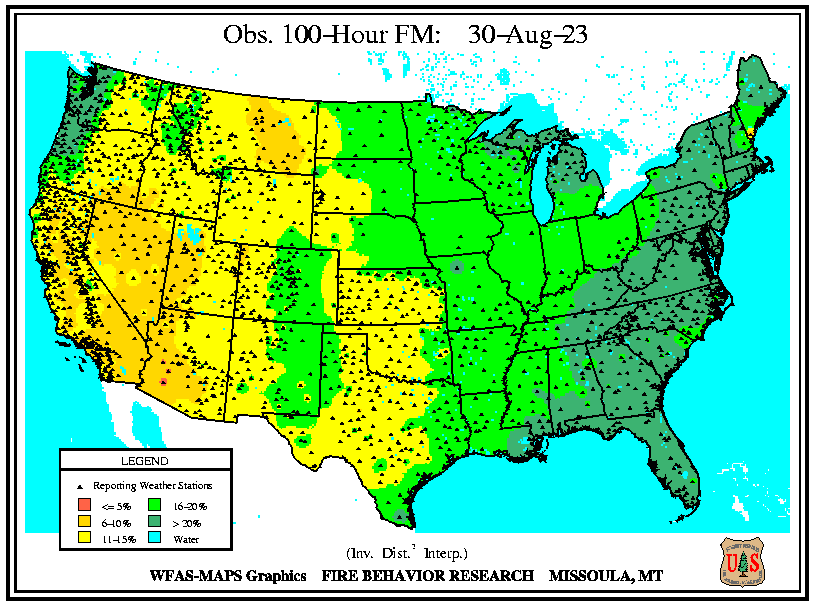 Obs. 100-Hour FM: 30-Aug-23
LEGEND
Reporting Weather Stations
<= 5%
16-20%
6-10%
> 20%
11-15%
Water
(Inv. Dist.² Interp.)
WFAS-MAPS Graphics FIRE BEHAVIOR RESEARCH MISSOULA, MT
U S